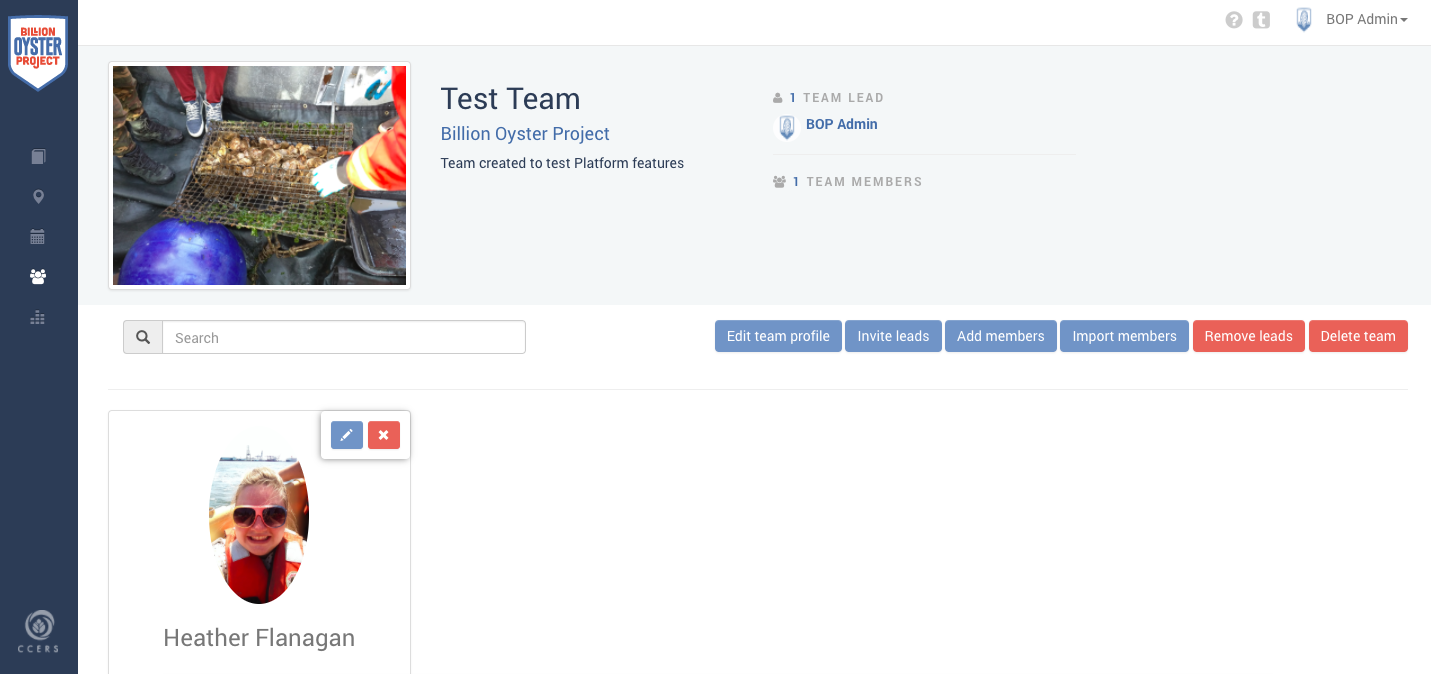 BILLION
OYSTER
PROJECT
BOP Admin
Test Team
Billion Oyster Project
Team created to test Platform features
1 TEAM LEAD
BOP Admin
1 TEAM MEMBERS
Search
Edit team profile
Invite leads
Add members
Import members
Remove leads
Delete team
Heather Flanagan
CCERS